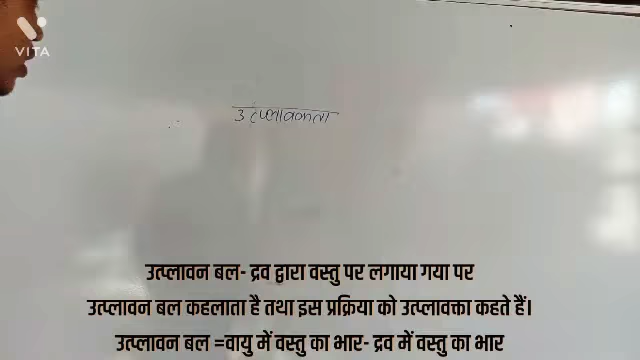 VITA
उत्प्लावकता
उत्प्लावन बल- द्रव द्वारा वस्तु पर लगाया गया पर
उत्प्लावन बल कहलाता है तथा इस प्रक्रिया को उत्प्लावक्ता कहते हैं।
उत्प्लावन बल =वायु में वस्तु का भार- द्रव में वस्तु का भार